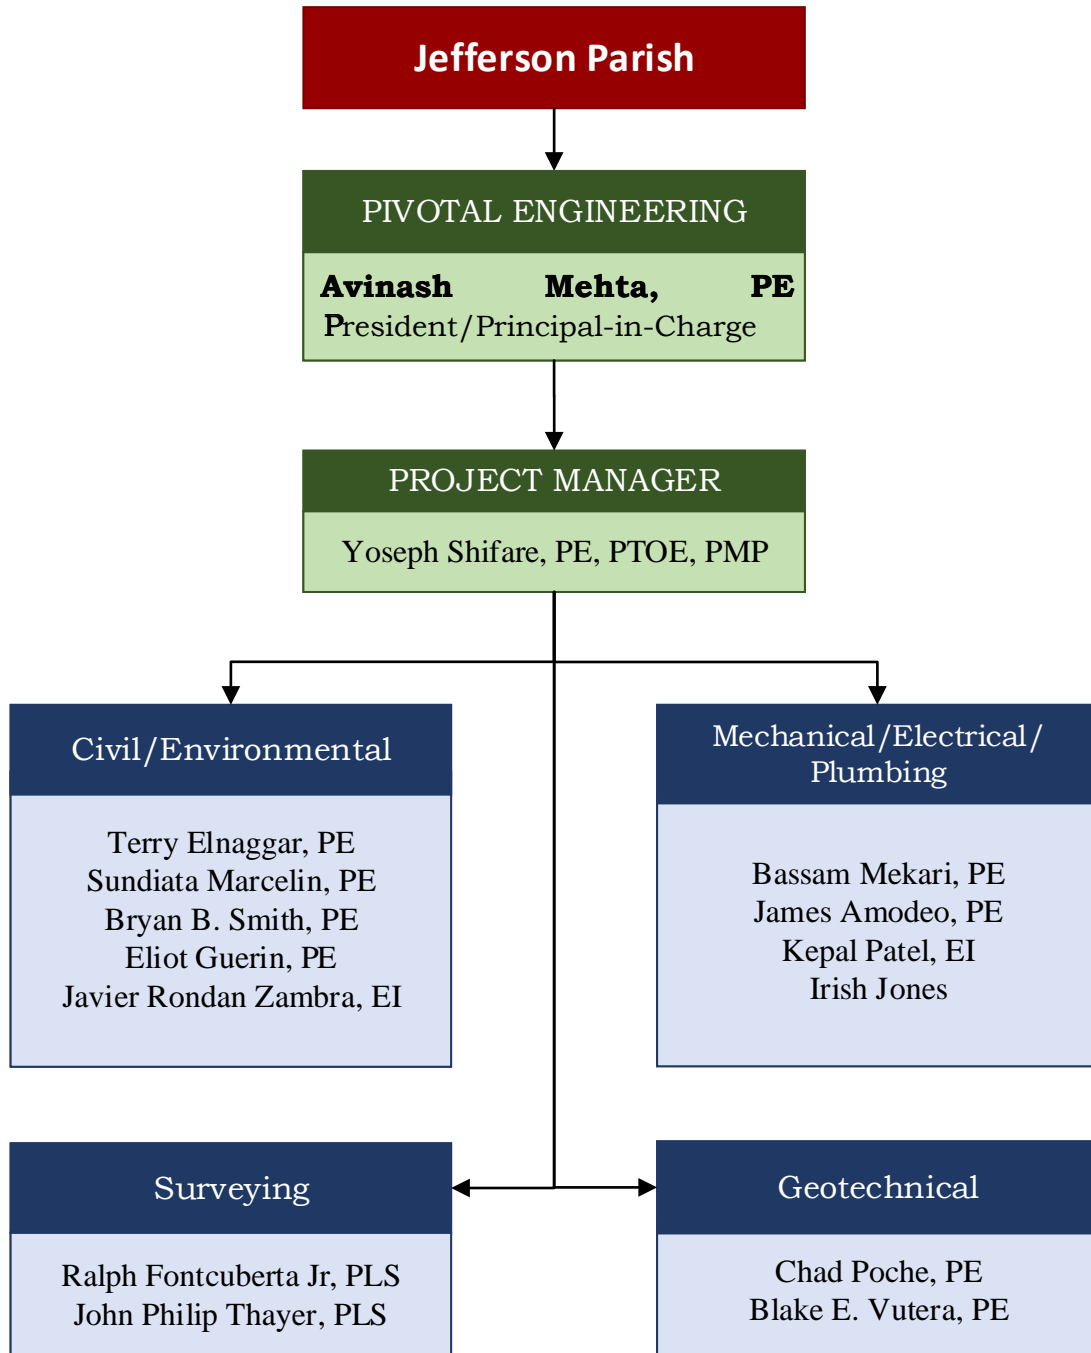 Jefferson Parish
PIVOTAL ENGINEERING
Avinash Mehta, PE
President/Principal-in-Charge
PROJECT MANAGER
Yoseph Shifare, PE, PTOE, PMP
Civil/Environmental
Terry Elnaggar, PE
Sundiata Marcelin, PE
Bryan B. Smith, PE
Eliot Guerin, PE
Javier Rondan Zambra, EI
Mechanical/Electrical/
Plumbing
Bassam Mekari, PE
James Amodeo, PE
Kepal Patel, EI
Irish Jones
Surveying
Ralph Fontcuberta Jr, PLS
John Philip Thayer, PLS
Geotechnical
Chad Poche, PE
Blake E. Vutera, PE